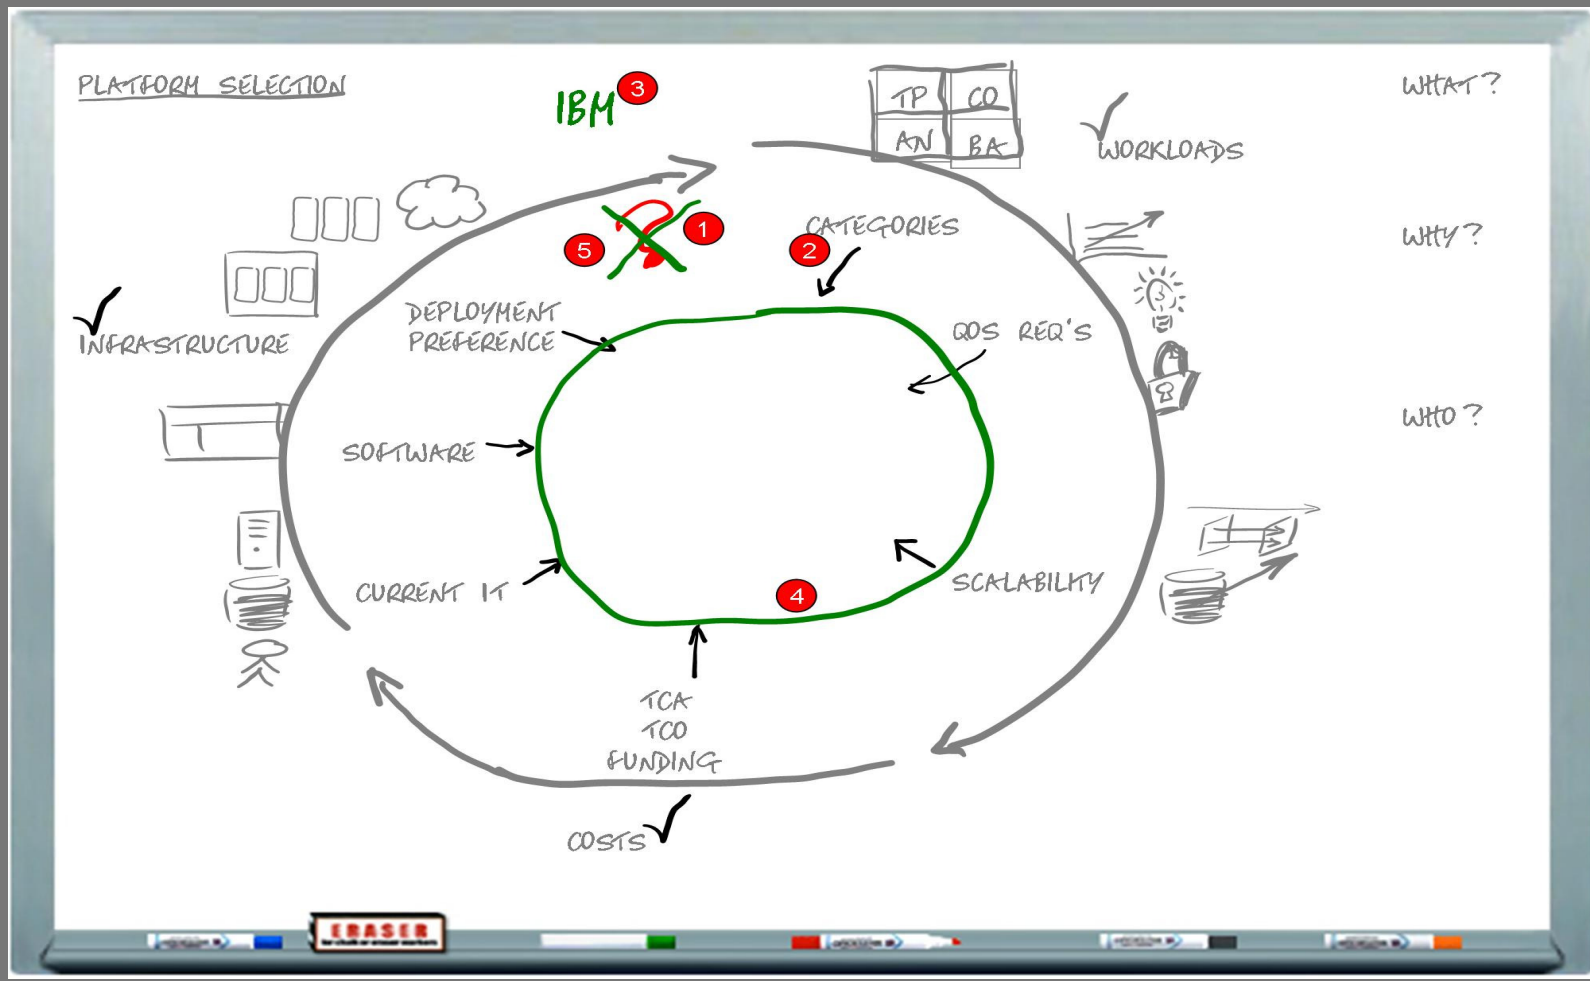 PLATFORM SELECTION
IBM
3
TP
CO
AN
BA
WHAT?
WORKLOADS
1
5
CATEGORIES
2
WHY?
DEPLOYMENT
PREFERENCE
QOS REQ'S
INFRASTRUCTURE
WHO?
SOFTWARE
CURRENT IT
SCALABILITY
4
TCA
TCO
FUNDING
COSTS
ERASER